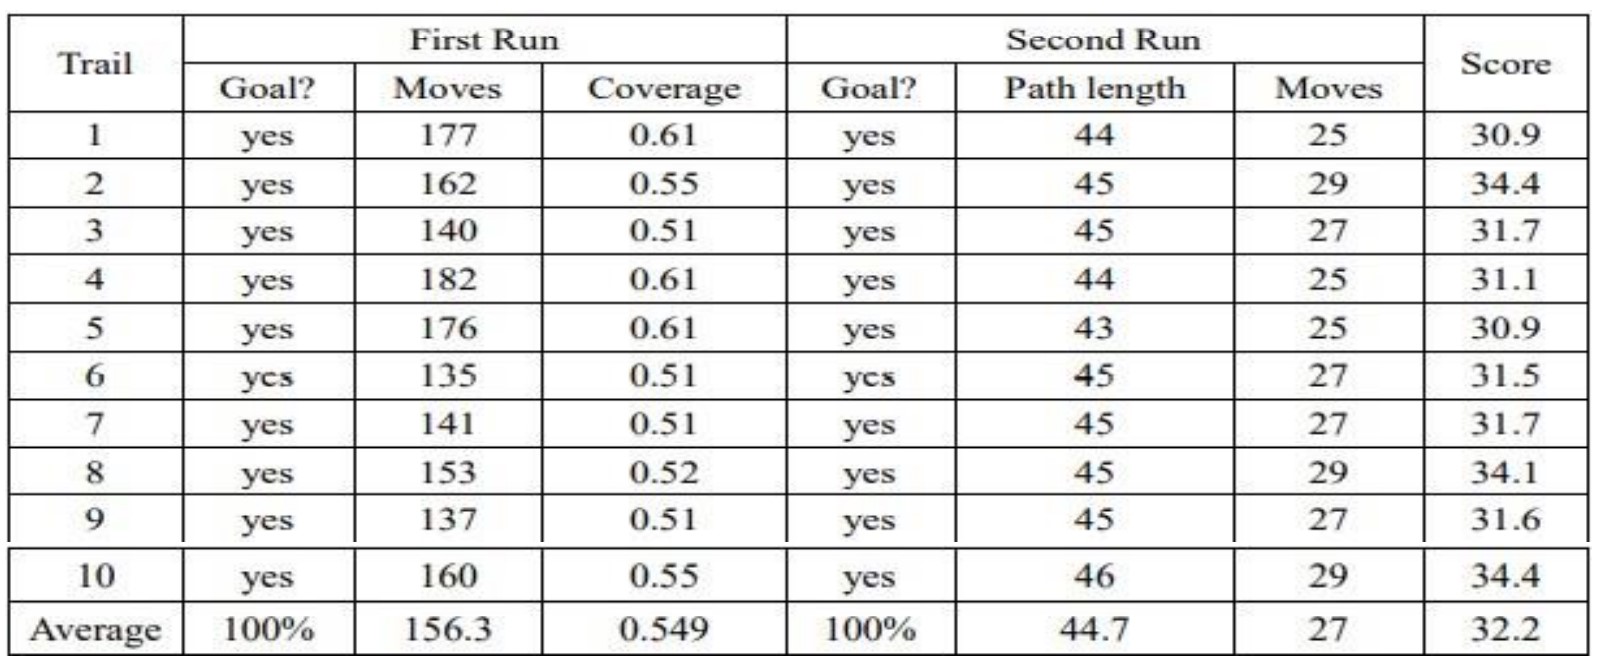 Trail First Run Second Run Score
Goal? Moves Coverage Goal? Path length Moves
1 yes 177 0.61 yes 44 25 30.9
2 yes 162 0.55 yes 45 29 34.4
3 yes 140 0.51 yes 45 27 31.7
4 yes 182 0.61 yes 44 25 31.1
5 yes 176 0.61 yes 43 25 30.9
6 yes 135 0.51 yes 45 27 31.5
7 yes 141 0.51 yes 45 27 31.7
8 yes 153 0.52 yes 45 29 34.1
9 yes 137 0.51 yes 45 27 31.6
10 yes 160 0.55 yes 46 29 34.4
Average 100% 156.3 0.549 100% 44.7 27 32.2